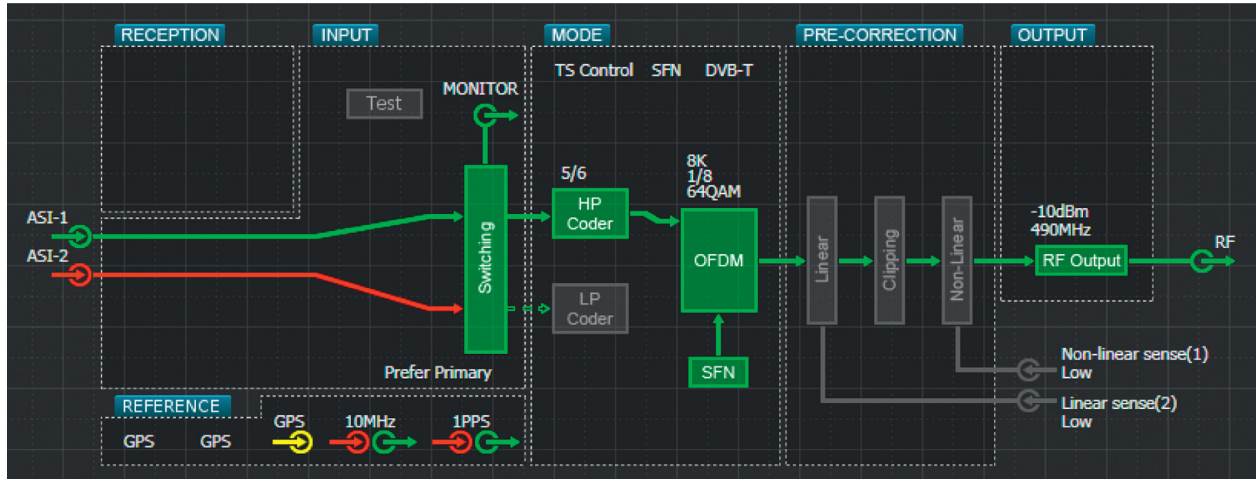 RECEPTION
INPUT
MODE
PRE-CORRECTION
OUTPUT
TS Control
SFN
DVB-T
Test
MONITOR
5/6
8K
1/8
64QAM
HP
Coder
ASI-1
ASI-2
Switching
OFDM
Linear
Clipping
Non-Linear
-10dBm
490MHz
RF Output
RF
LP
Coder
SFN
Prefer Primary
Non-linear sense(1)
Low
Linear sense(2)
Low
REFERENCE
GPS
GPS
GPS
10MHz
1PPS